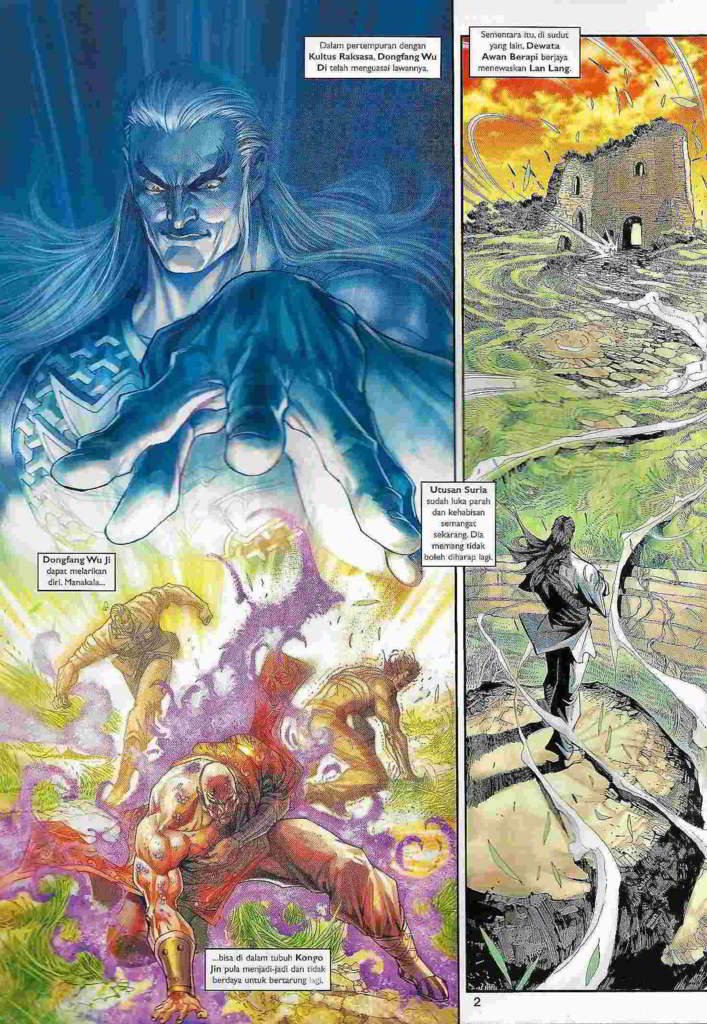 Dalam pertempuran dengan
Kultus Raksasa, Dongfang Wu
Di telah menguasai lawannya.
Dongfang Wu Ji
dapat melarikan
diri. Manakala...
...bisa di dalam tubuh Kongo
Jin pula menjadi-jadi dan tidak
berdaya untuk bertarung lagi.
Sementara itu, di sudut
yang lain, Dewata
Awan Berapi berjaya
menewaskan Lan Lang.
Utusan Suria
sudah luka parah
dan kehabisan
semangat
sekarang. Dia
memang tidak
boleh diharap lagi.
2